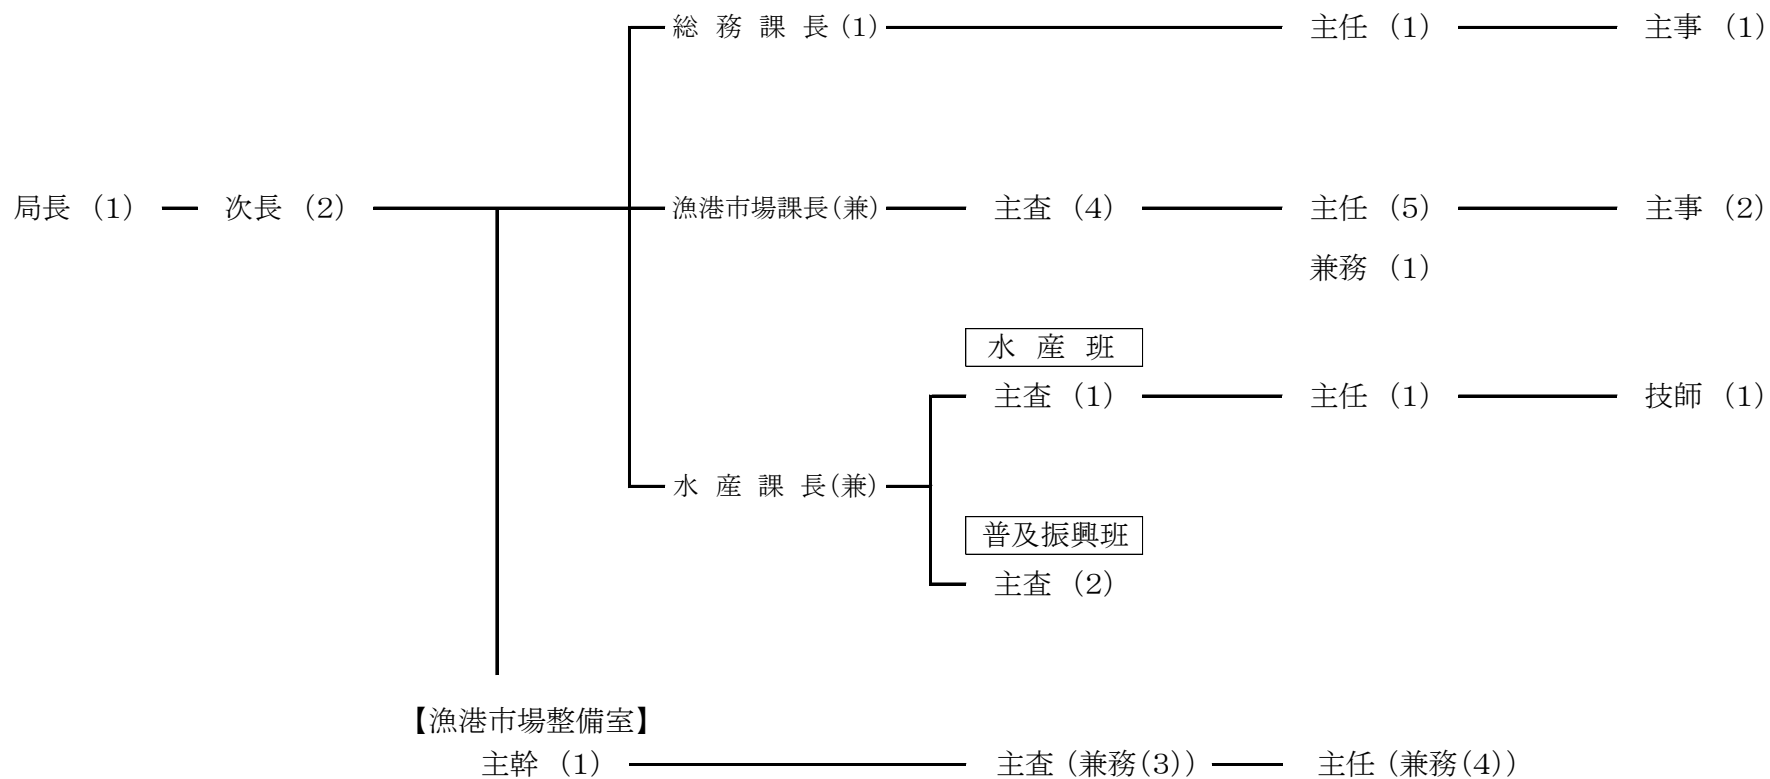 総務課長(1) 主任 (1) 主事 (1)
局長 (1) 次長 (2) 漁港市場課長(兼) 主査 (4) 主任 (5) 主事 (2)
兼務 (1)
水産班
主査 (1) 主任 (1) 技師 (1)
水産課長(兼)
普及振興班
主査 (2)
【漁港市場整備室】
主幹 (1) 主査 (兼務(3)) 主任 (兼務(4))